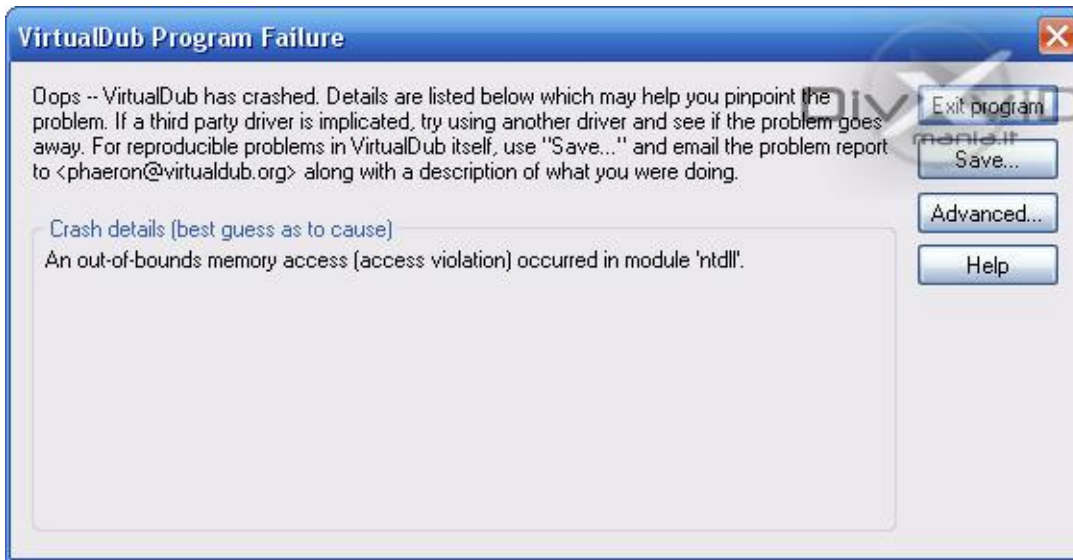 VirtualDub Program Failure
Oops -- VirtualDub has crashed. Details are listed below which may help you pinpoint the
problem. If a third party driver is implicated, try using another driver and see if the problem goes
away. For reproducible problems in VirtualDub itself, use "Save..." and email the problem report
to <phaeron@virtualdub.org> along with a description of what you were doing.
DivXviD
mania.it
Exit program
Save...
Advanced...
Help
Crash details (best guess as to cause)
An out-of-bounds memory access (access violation) occurred in module 'ntdll'.